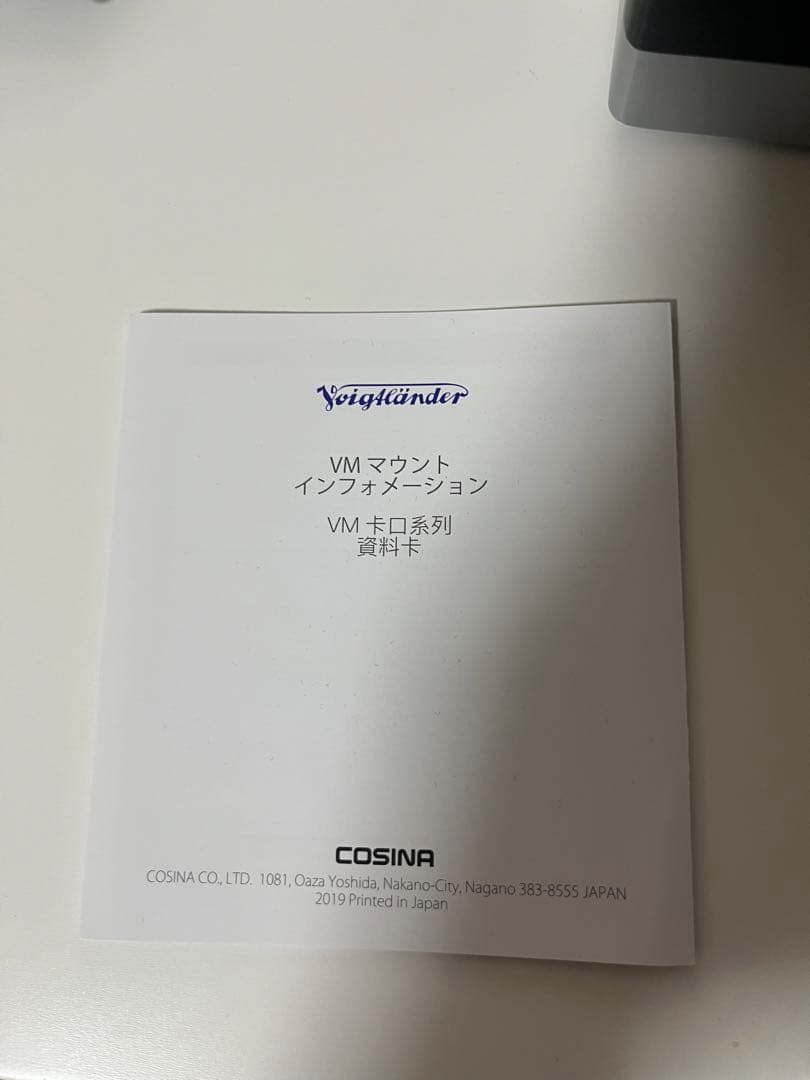 Voigtländer
VM マウント
インフォメーション
VM 卡口系列
資料卡
COSINA
COSINA CO., LTD. 1081, Oaza Yoshida, Nakano-City, Nagano 383-8555 JAPAN
2019 Printed in Japan